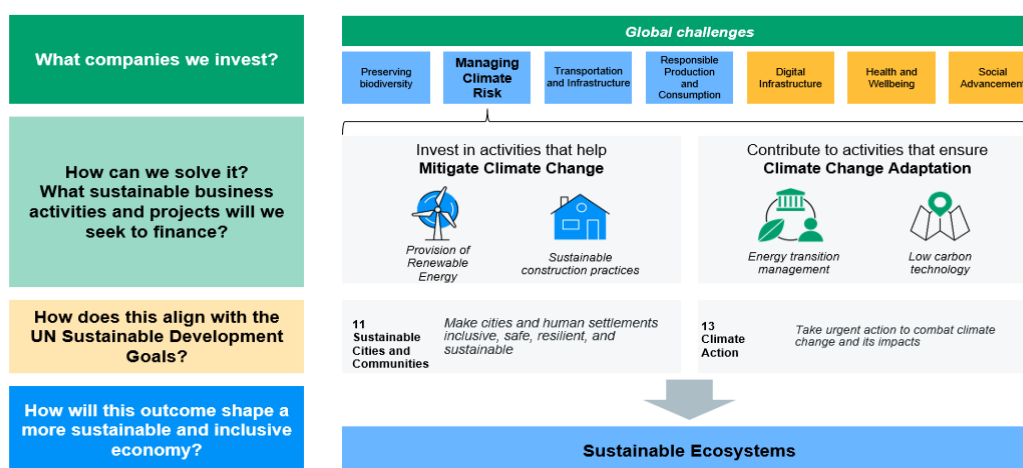 What companies we invest?
Global challenges
Preserving
biodiversity
Managing
Climate
Risk
Transportation
and Infrastructure
Responsible
Production
and
Consumption
Digital
Infrastructure
Health and
Wellbeing
Social
Advancement
How can we solve it?
What sustainable business
activities and projects will we
seek to finance?
Invest in activities that help
Mitigate Climate Change
Provision of
Renewable
Energy
Sustainable
construction practices
Contribute to activities that ensure
Climate Change Adaptation
Energy transition
management
Low carbon
technology
How does this align with the
UN Sustainable Development
Goals?
11
Sustainable
Cities and
Communities
Make cities and human settlements
inclusive, safe, resilient, and
sustainable
13
Climate
Action
Take urgent action to combat climate
change and its impacts
How will this outcome shape a
more sustainable and inclusive
economy?
Sustainable Ecosystems